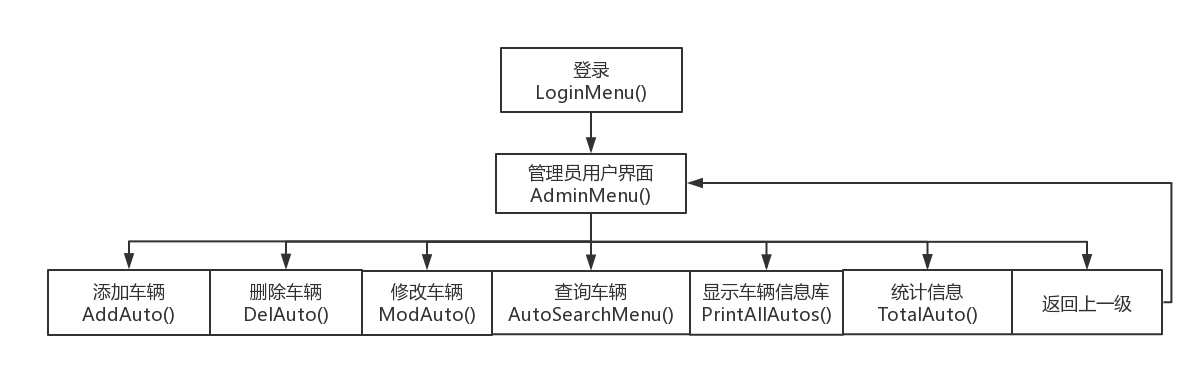 登录
LoginMenu()
管理员用户界面
AdminMenu()
添加车辆
AddAuto()
删除车辆
DelAuto()
修改车辆
ModAuto()
查询车辆
AutoSearchMenu()
显示车辆信息库
PrintAllAutos()
统计信息
TotalAuto()
返回上一级